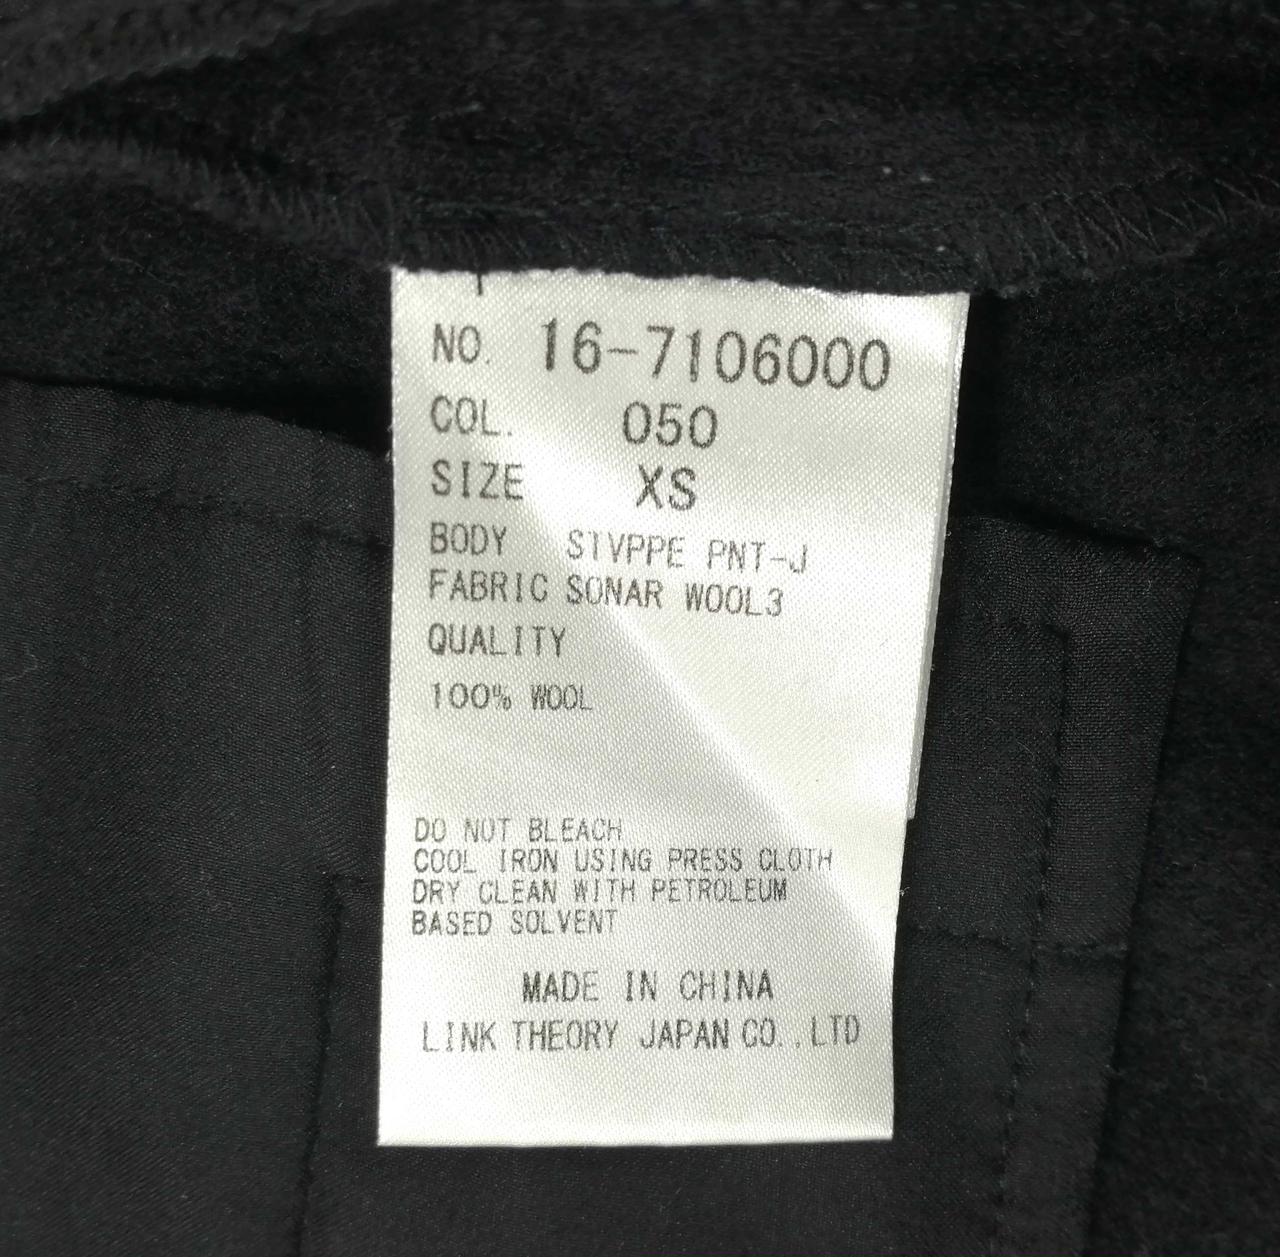 NO. 16-7106000
COL. 050
SIZE XS
BODY STVPPE PNT-J
FABRIC SONAR WOOL3
QUALITY
100% WOOL
DO NOT BLEACH
COOL IRON USING PRESS CLOTH
DRY CLEAN WITH PETROLEUM
BASED SOLVENT
MADE IN CHINA
LINK THEORY JAPAN CO.,LTD